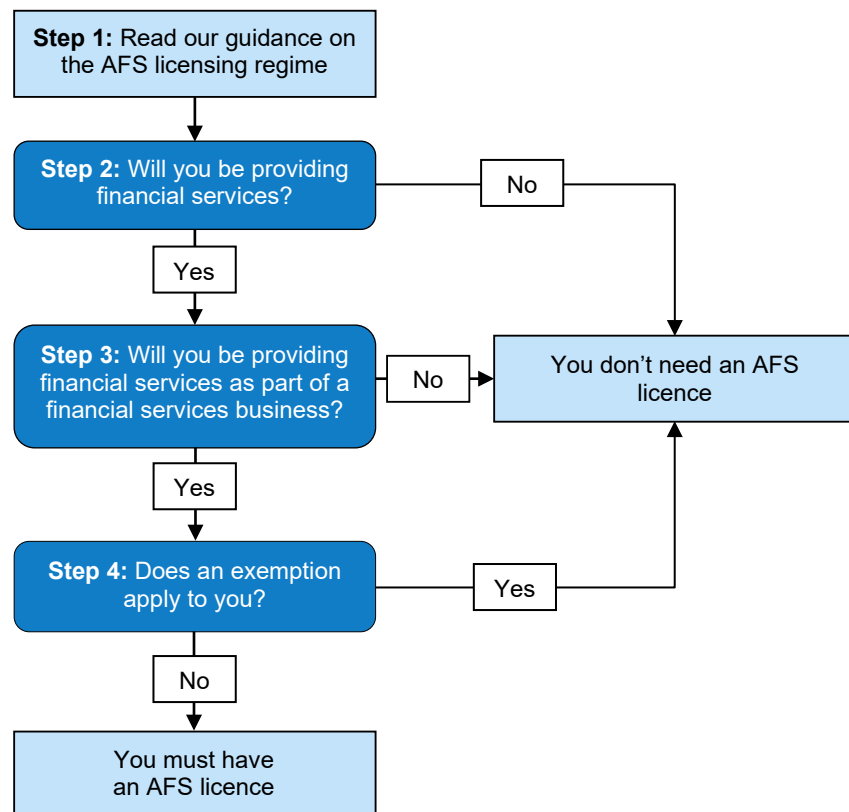 Step 1: Read our guidance on
the AFS licensing regime
Step 2: Will you be providing
financial services?
No
Yes
Step 3: Will you be providing
financial services as part of a
financial services business?
No
You don’t need an AFS
licence
Yes
Step 4: Does an exemption
apply to you?
Yes
No
You must have
an AFS licence